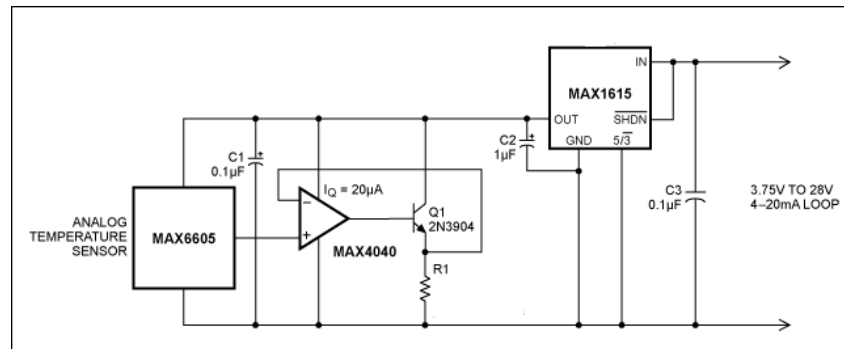 IN
MAX1615
OUT
SHDN
GND
5/3
C2
1µF
C1
0.1µF
IQ = 20µA
Q1
2N3904
C3
0.1µF
3.75V TO 28V
4–20mA LOOP
ANALOG
TEMPERATURE
SENSOR
MAX6605
−
+
MAX4040
R1
+
+